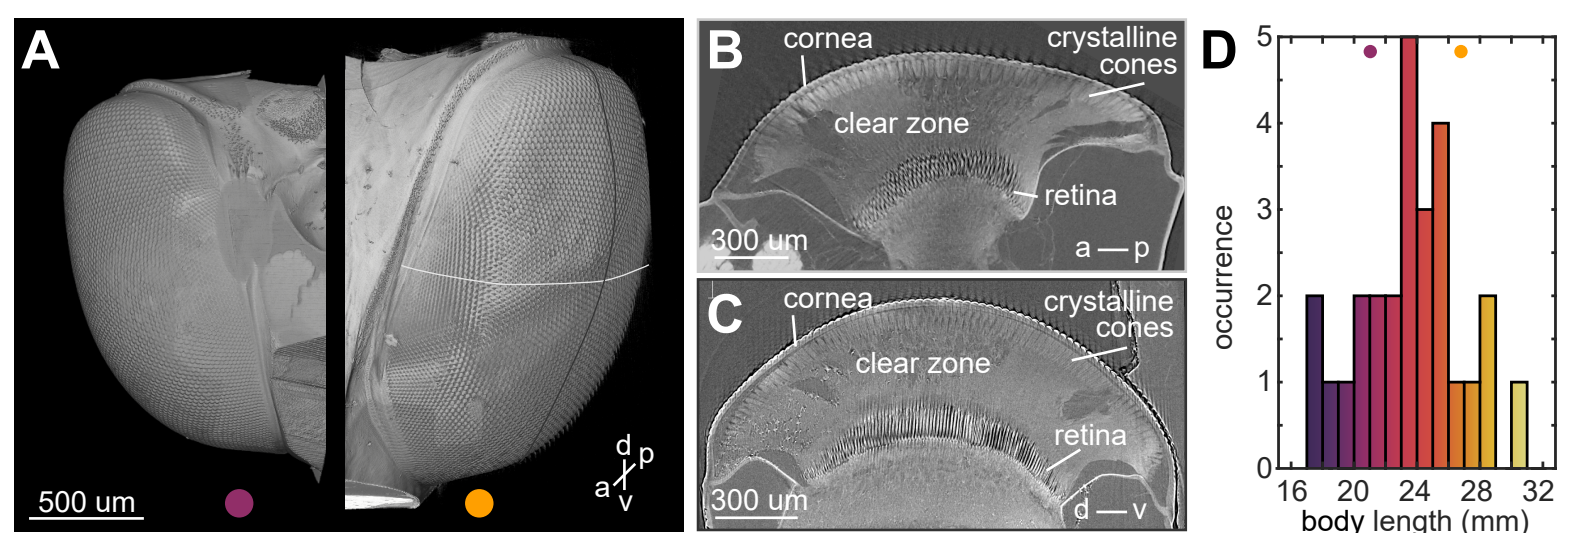 A
d
p
a
v
500 um
B
cornea
crystalline
cones
clear zone
retina
300 um
a — p
C
cornea
crystalline
cones
clear zone
retina
300 um
d — v
D
5
4
3
2
1
0
occurrence
16 20 24 28 32
body length (mm)